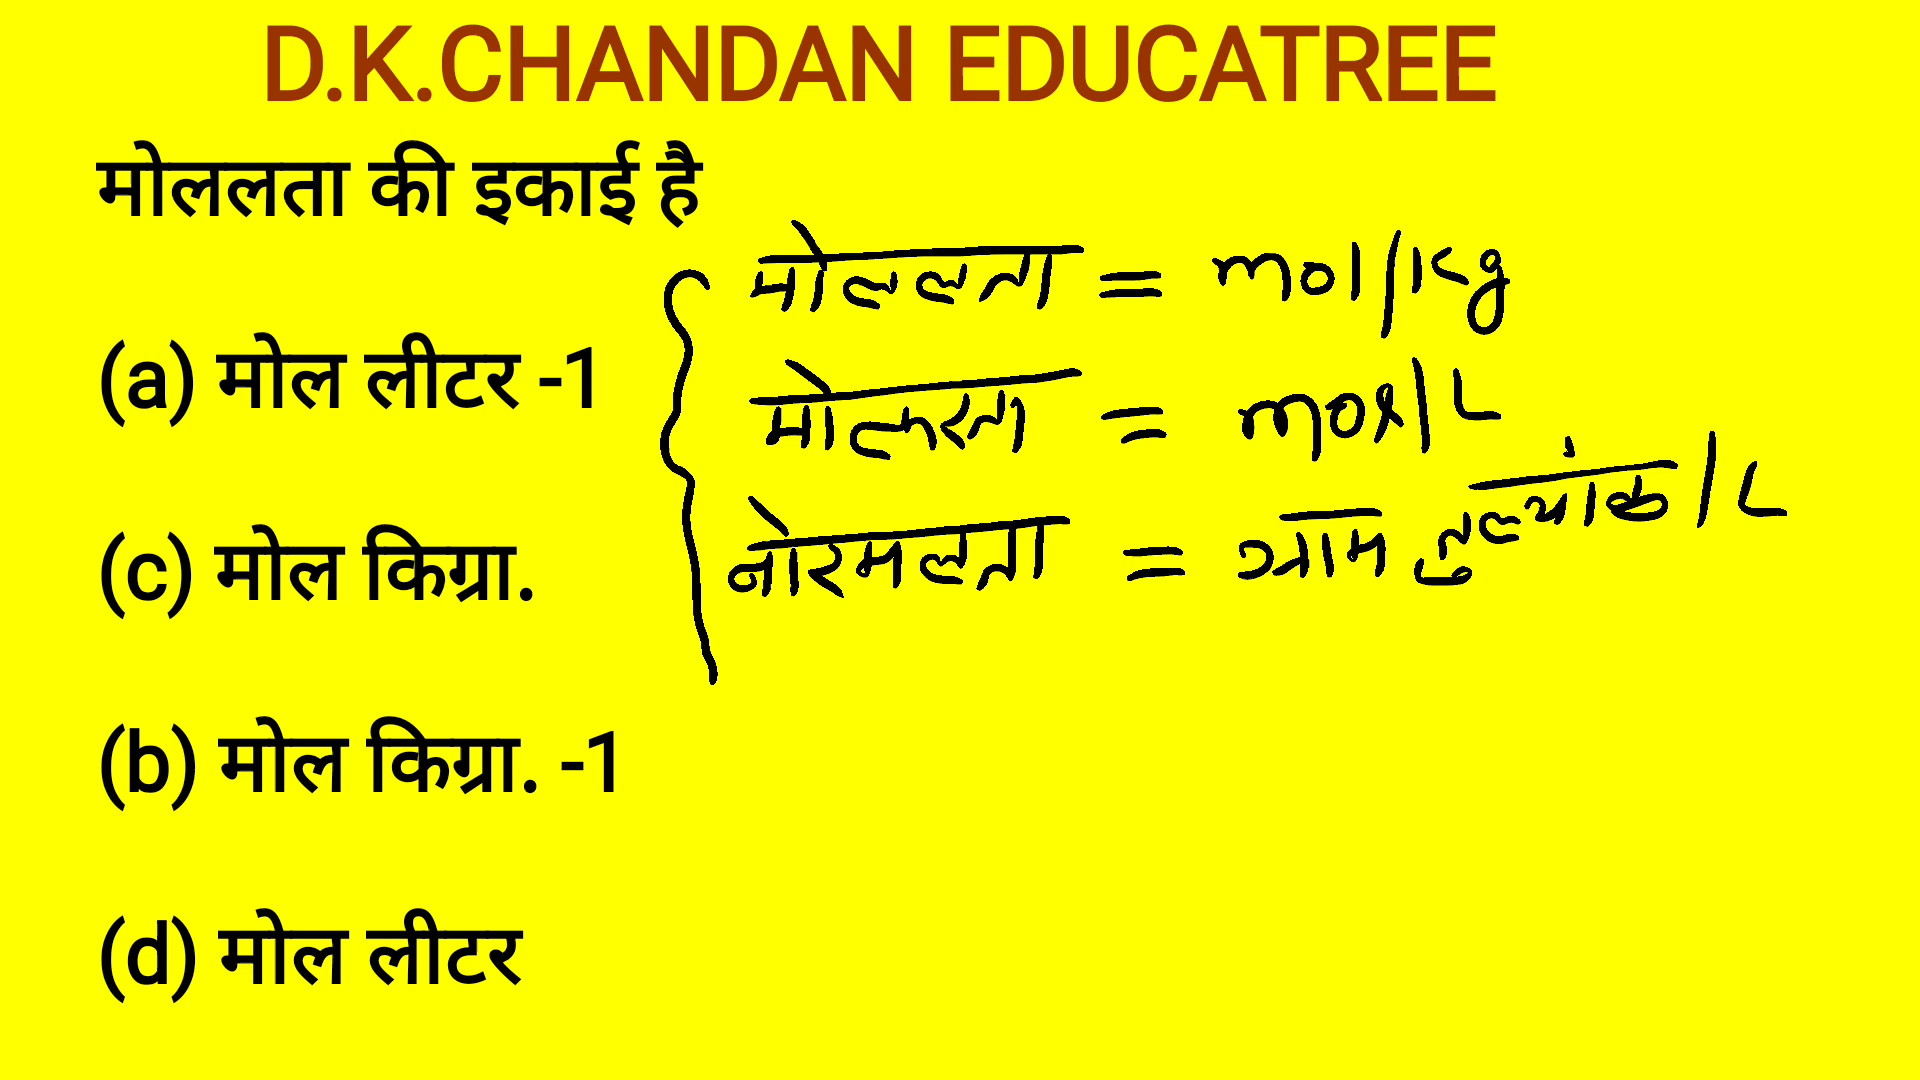 D.K.CHANDAN EDUCATREE
मोललता की इकाई है
(a) मोल लीटर -1
(c) मोल किग्रा.
(b) मोल किग्रा. -1
(d) मोल लीटर
मोललता = mol/Kg
मोलरता = mol/L
नोरमलता = ग्राम तुल्यांक/L